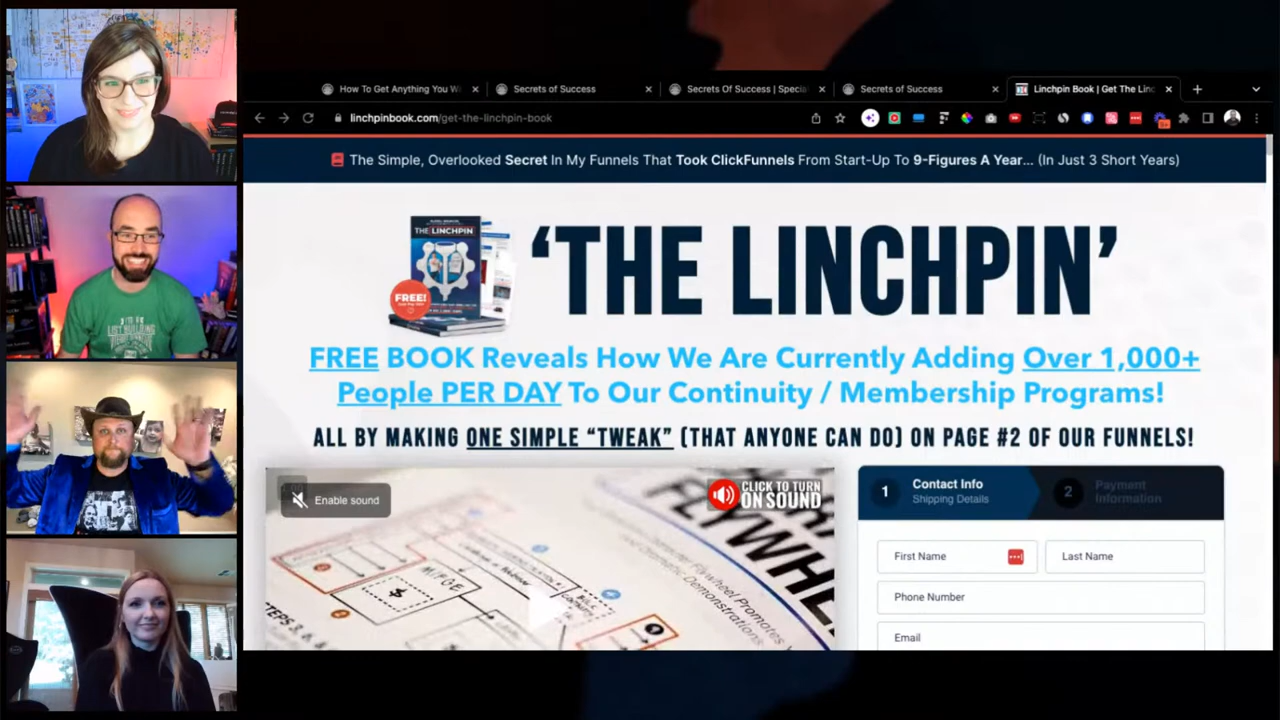 How To Get Anything You W
Secrets of Success
Secrets Of Success | Specia
Secrets of Success
Linchpin Book | Get The Linc
linchpinbook.com/get-the-linchpin-book
The Simple, Overlooked Secret In My Funnels That Took ClickFunnels From Start-Up To 9-Figures A Year... (In Just 3 Short Years)
THE LINCHPIN
FREE!
'THE LINCHPIN'
FREE BOOK Reveals How We Are Currently Adding Over 1,000+
People PER DAY To Our Continuity / Membership Programs!
ALL BY MAKING ONE SIMPLE “TWEAK” (THAT ANYONE CAN DO) ON PAGE #2 OF OUR FUNNELS!
Enable sound
CLICK TO TURN
ON SOUND
FLYWHE
MIFGE
$
1 Contact Info
Shipping Details
2 Payment
Information
First Name
Last Name
Phone Number
Email
LIST BUILDING